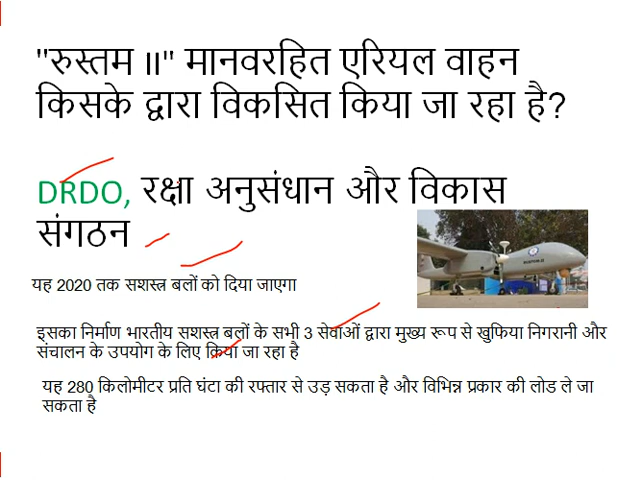 "रुस्तम II" मानवरहित एरियल वाहन
किसके द्वारा विकसित किया जा रहा है?
DRDO, रक्षा अनुसंधान और विकास
संगठन
यह 2020 तक सशस्त्र बलों को दिया जाएगा
इसका निर्माण भारतीय सशस्त्र बलों के सभी 3 सेवाओं द्वारा मुख्य रूप से खुफिया निगरानी और
संचालन के उपयोग के लिए किया जा रहा है
यह 280 किलोमीटर प्रति घंटा की रफ्तार से उड़ सकता है और विभिन्न प्रकार की लोड ले जा
सकता है